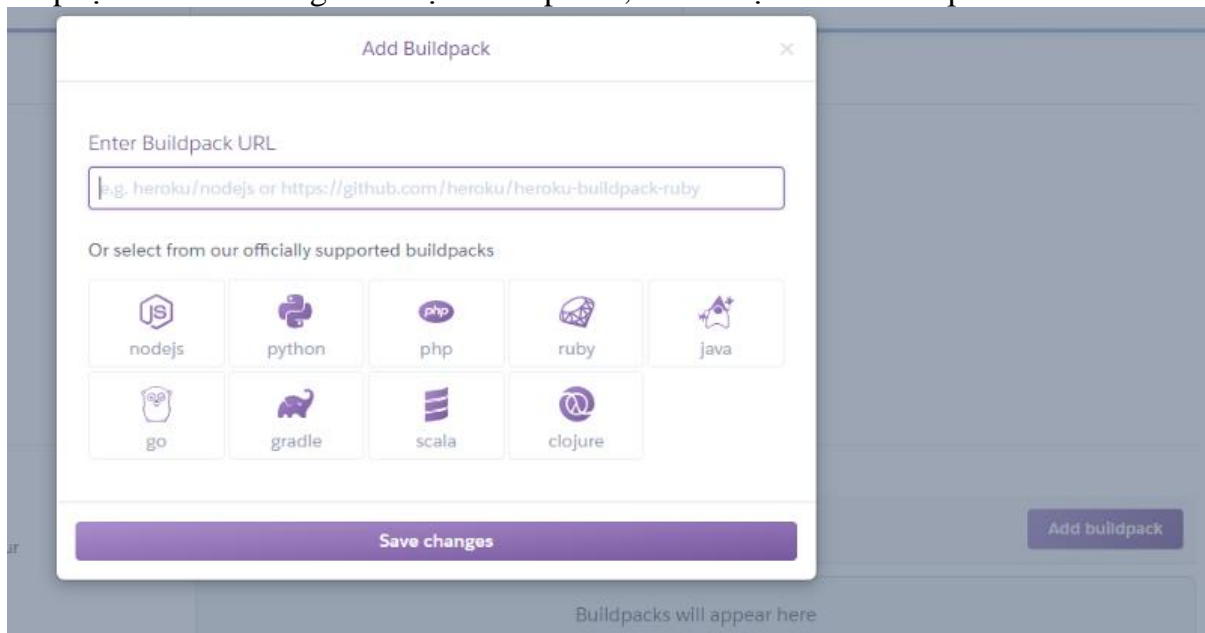 Add Buildpack
×
Enter Buildpack URL
e.g. heroku/nodejs or https://github.com/heroku/heroku-buildpack-ruby
Or select from our officially supported buildpacks
JS php
nodejs python php ruby java
go gradle scala clojure
Save changes
Add buildpack
ur
Buildpacks will appear here